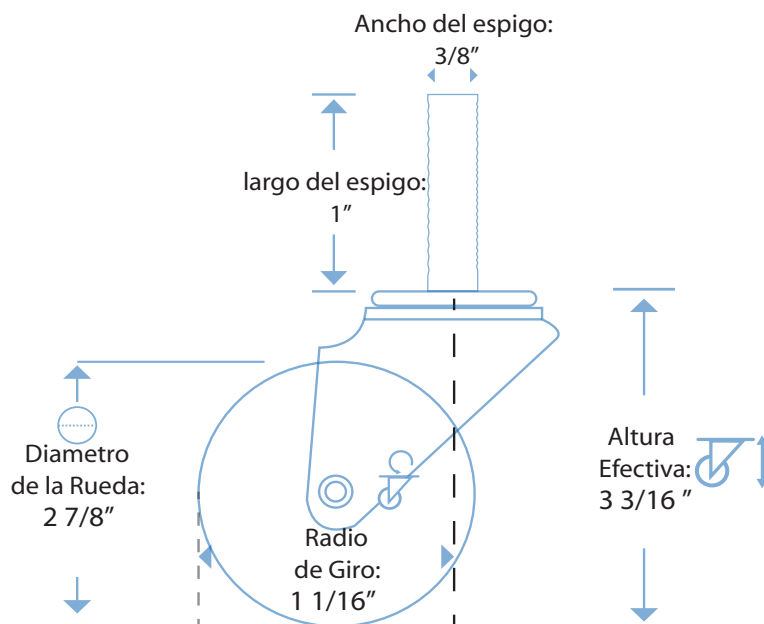 Ancho del espigo:
3/8”
largo del espigo:
1”
Diametro
de la Rueda:
2 7/8”
Radio
de Giro:
1 1/16”
Altura
Efectiva:
3 3/16 ”